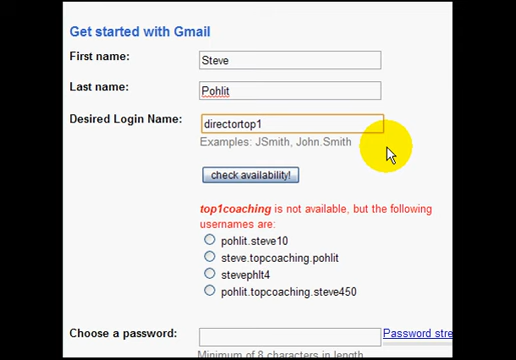 Get started with Gmail
First name: Steve
Last name: Pohlit
Desired Login Name: directortop1
Examples: JSmith, John.Smith
check availability!
top1coaching is not available, but the following
usernames are:
pohlit.steve10
steve.topcoaching.pohlit
stevephlt4
pohlit.topcoaching.steve450
Choose a password: Password stre
Minimum of 8 characters in length